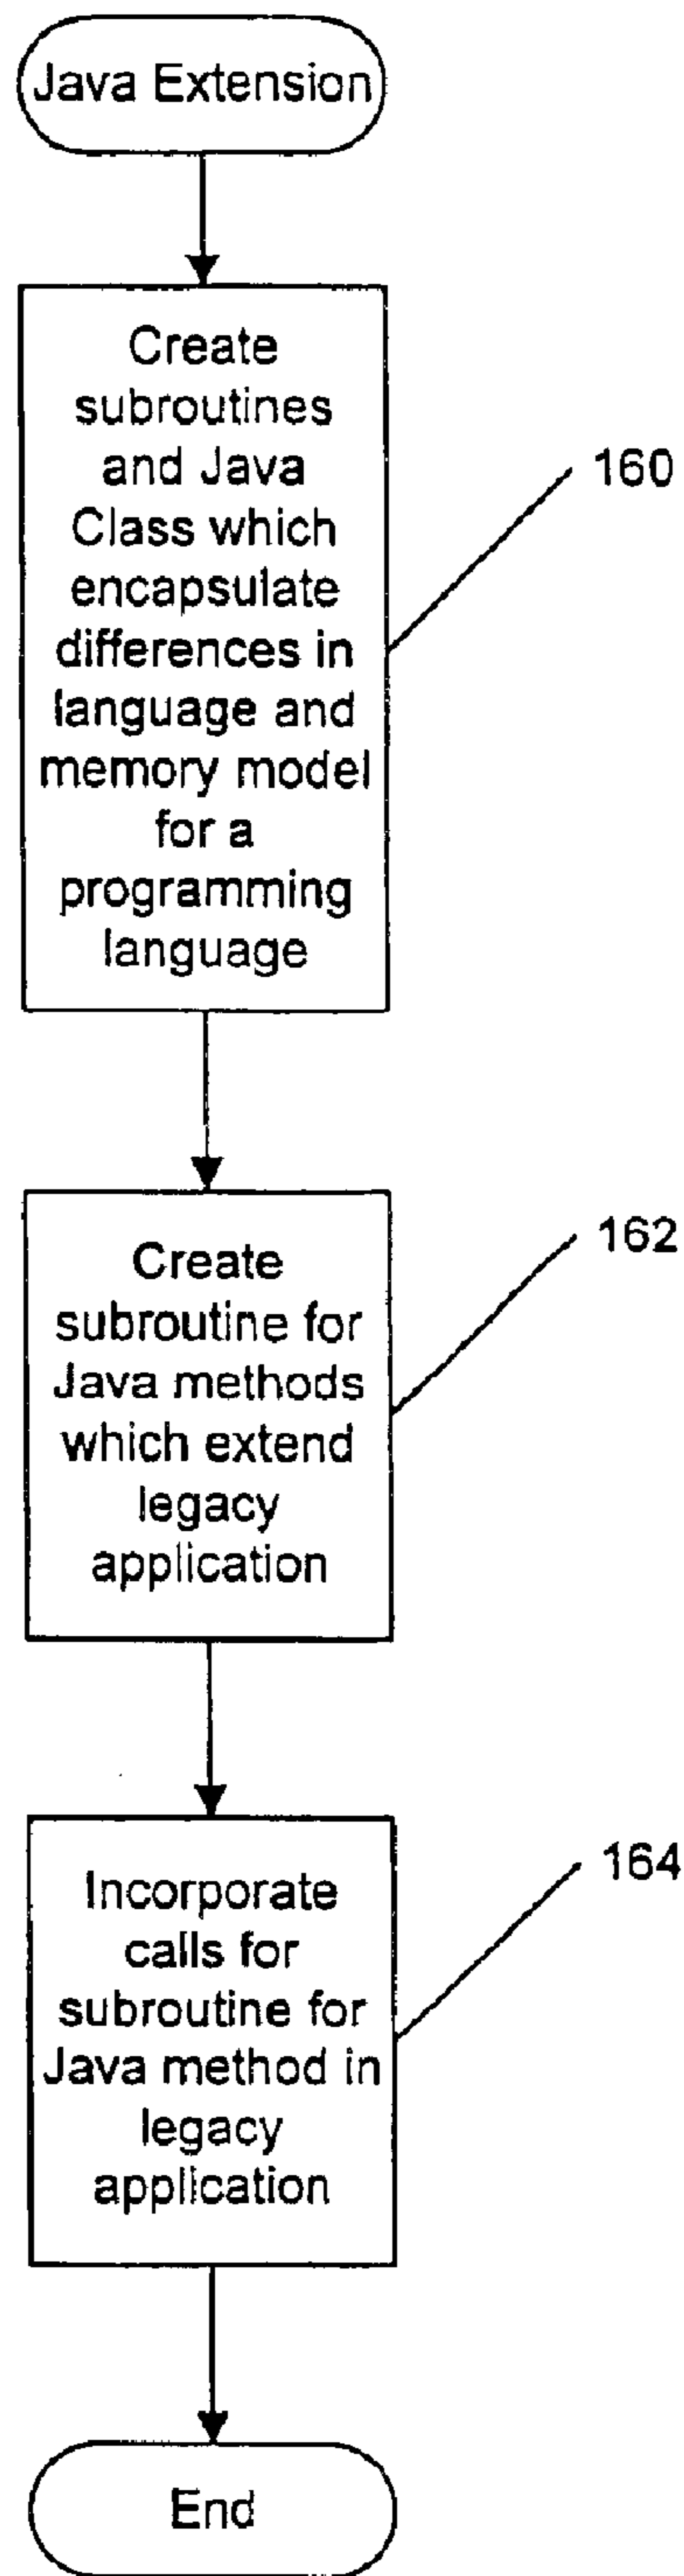 Java Extension
Create
subroutines
and Java
Class which
encapsulate
differences in
language and
memory model
for a
programming
language
160
Create
subroutine for
Java methods
which extend
legacy
application
162
Incorporate
calls for
subroutine for
Java method in
legacy
application
164
End